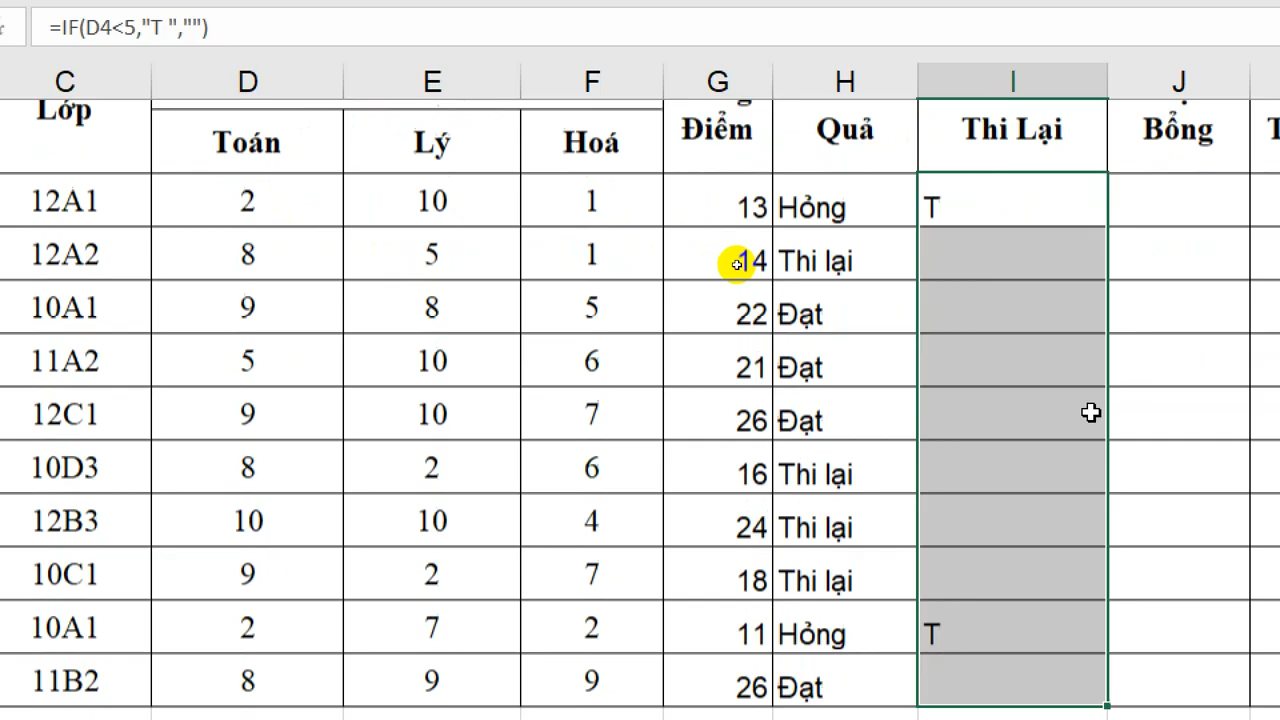 =IF(D4<5,"T ","")
C D E F G H I J
Lớp
Toán Lý Hoá Điểm Quả Thi Lại Bổng
12A1 2 10 1 13 Hỏng T
12A2 8 5 1 14 Thi lại
10A1 9 8 5 22 Đạt
11A2 5 10 6 21 Đạt
12C1 9 10 7 26 Đạt
10D3 8 2 6 16 Thi lại
12B3 10 10 4 24 Thi lại
10C1 9 2 7 18 Thi lại
10A1 2 7 2 11 Hỏng T
11B2 8 9 9 26 Đạt